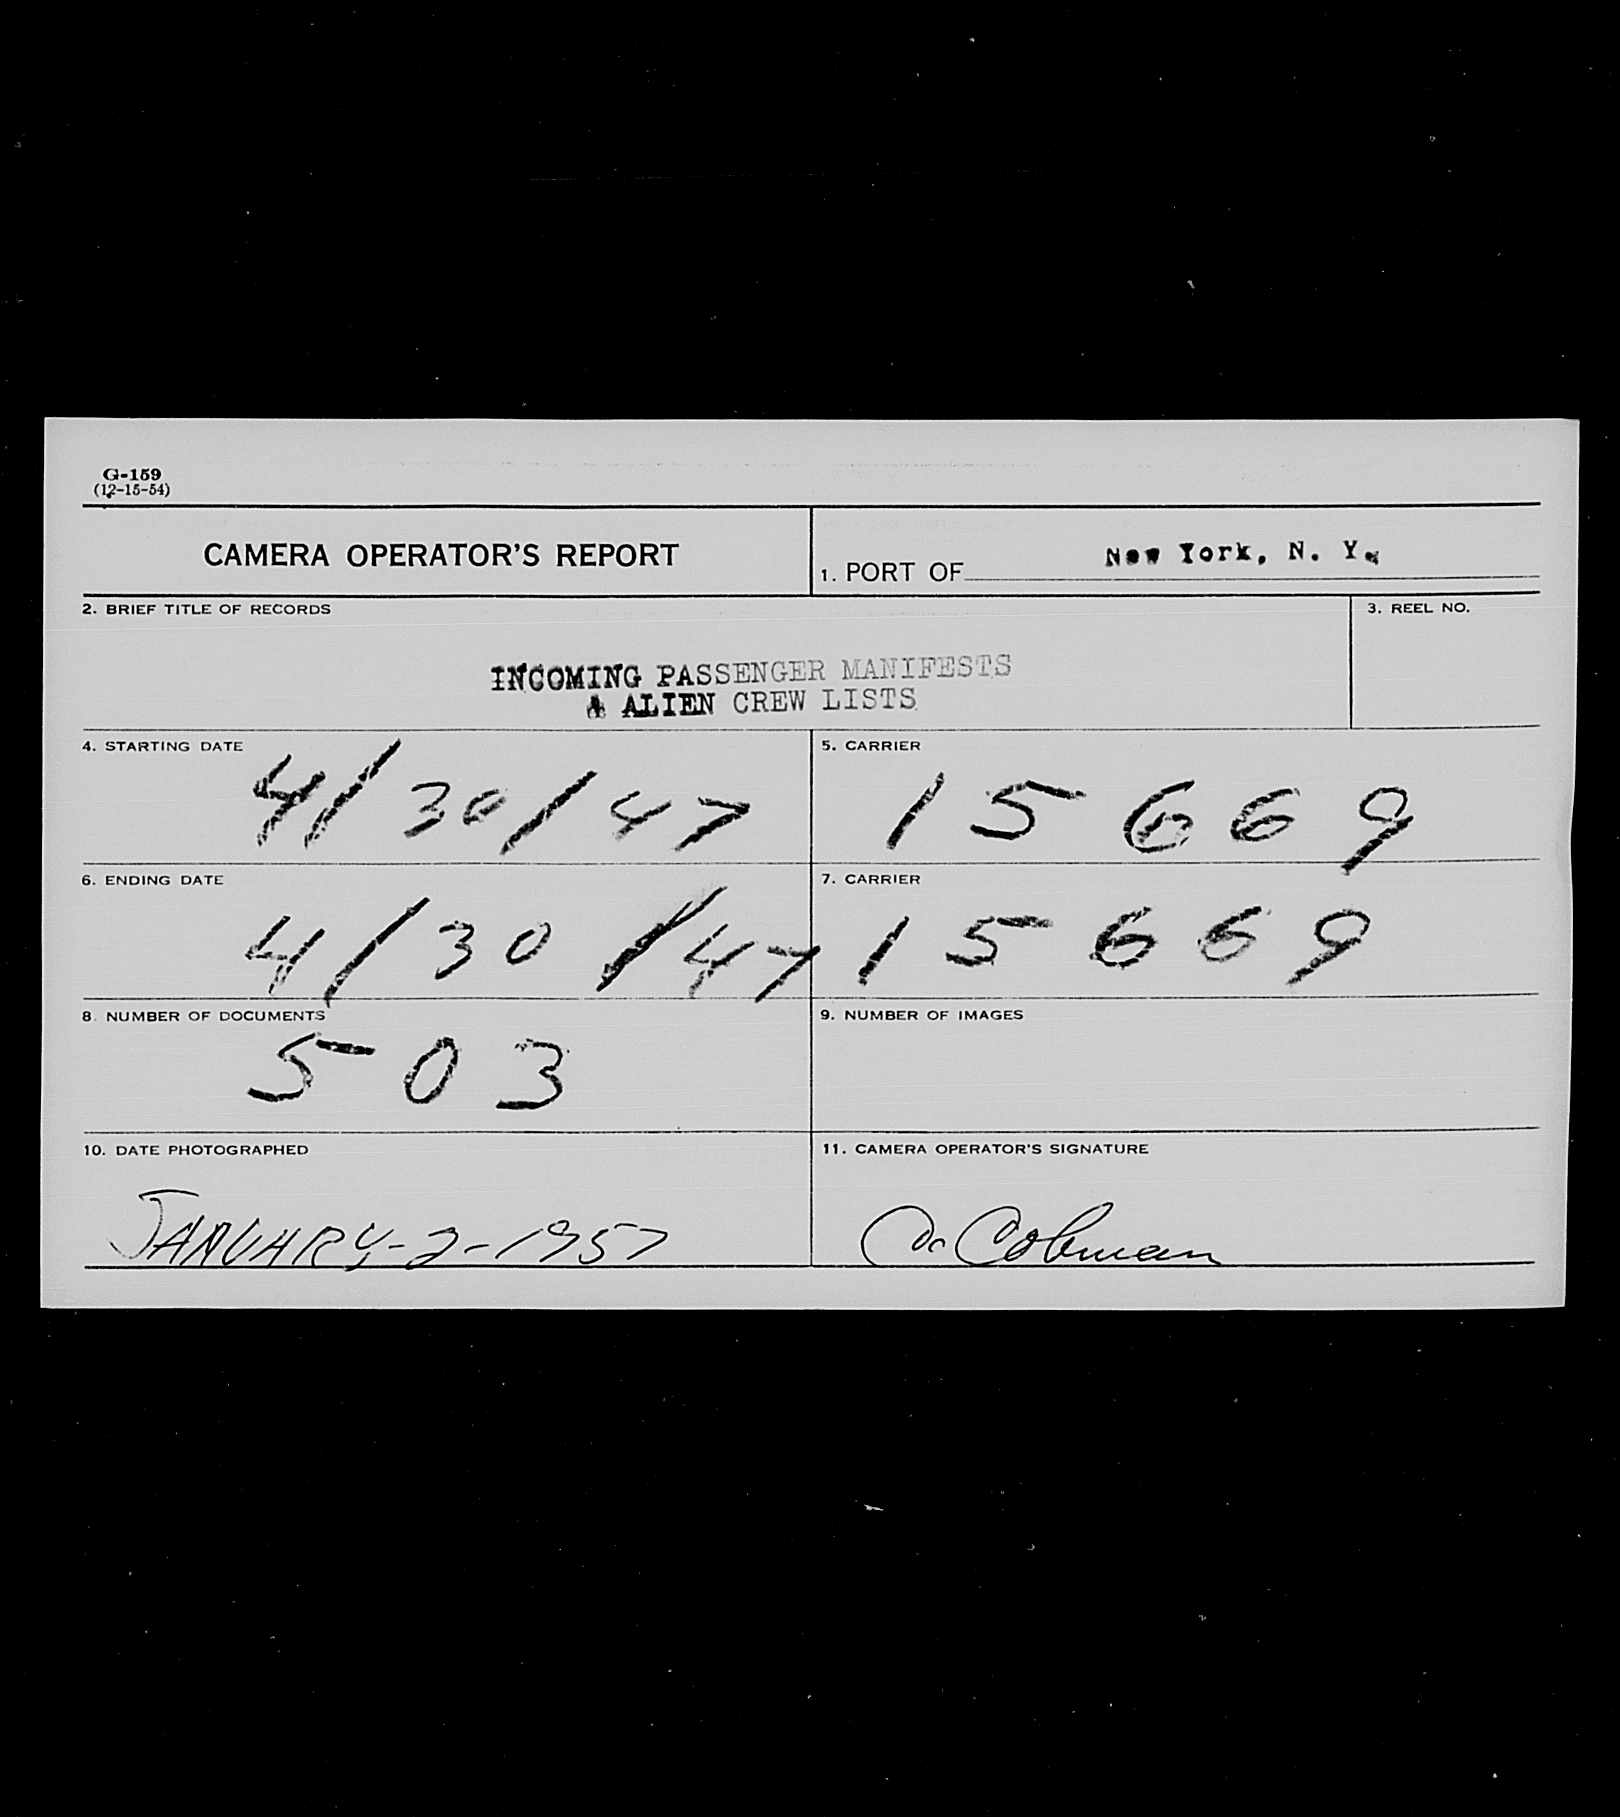 G-159
(12-15-54)
CAMERA OPERATOR'S REPORT
1. PORT OF New York, N. Y.
2. BRIEF TITLE OF RECORDS
3. REEL NO.
INCOMING PASSENGER MANIFESTS
& ALIEN CREW LISTS
4. STARTING DATE
4/30/47
5. CARRIER
15669
6. ENDING DATE
4/30/47
7. CARRIER
15669
8. NUMBER OF DOCUMENTS
503
9. NUMBER OF IMAGES
10. DATE PHOTOGRAPHED
JANUARY-2-1957
11. CAMERA OPERATOR'S SIGNATURE